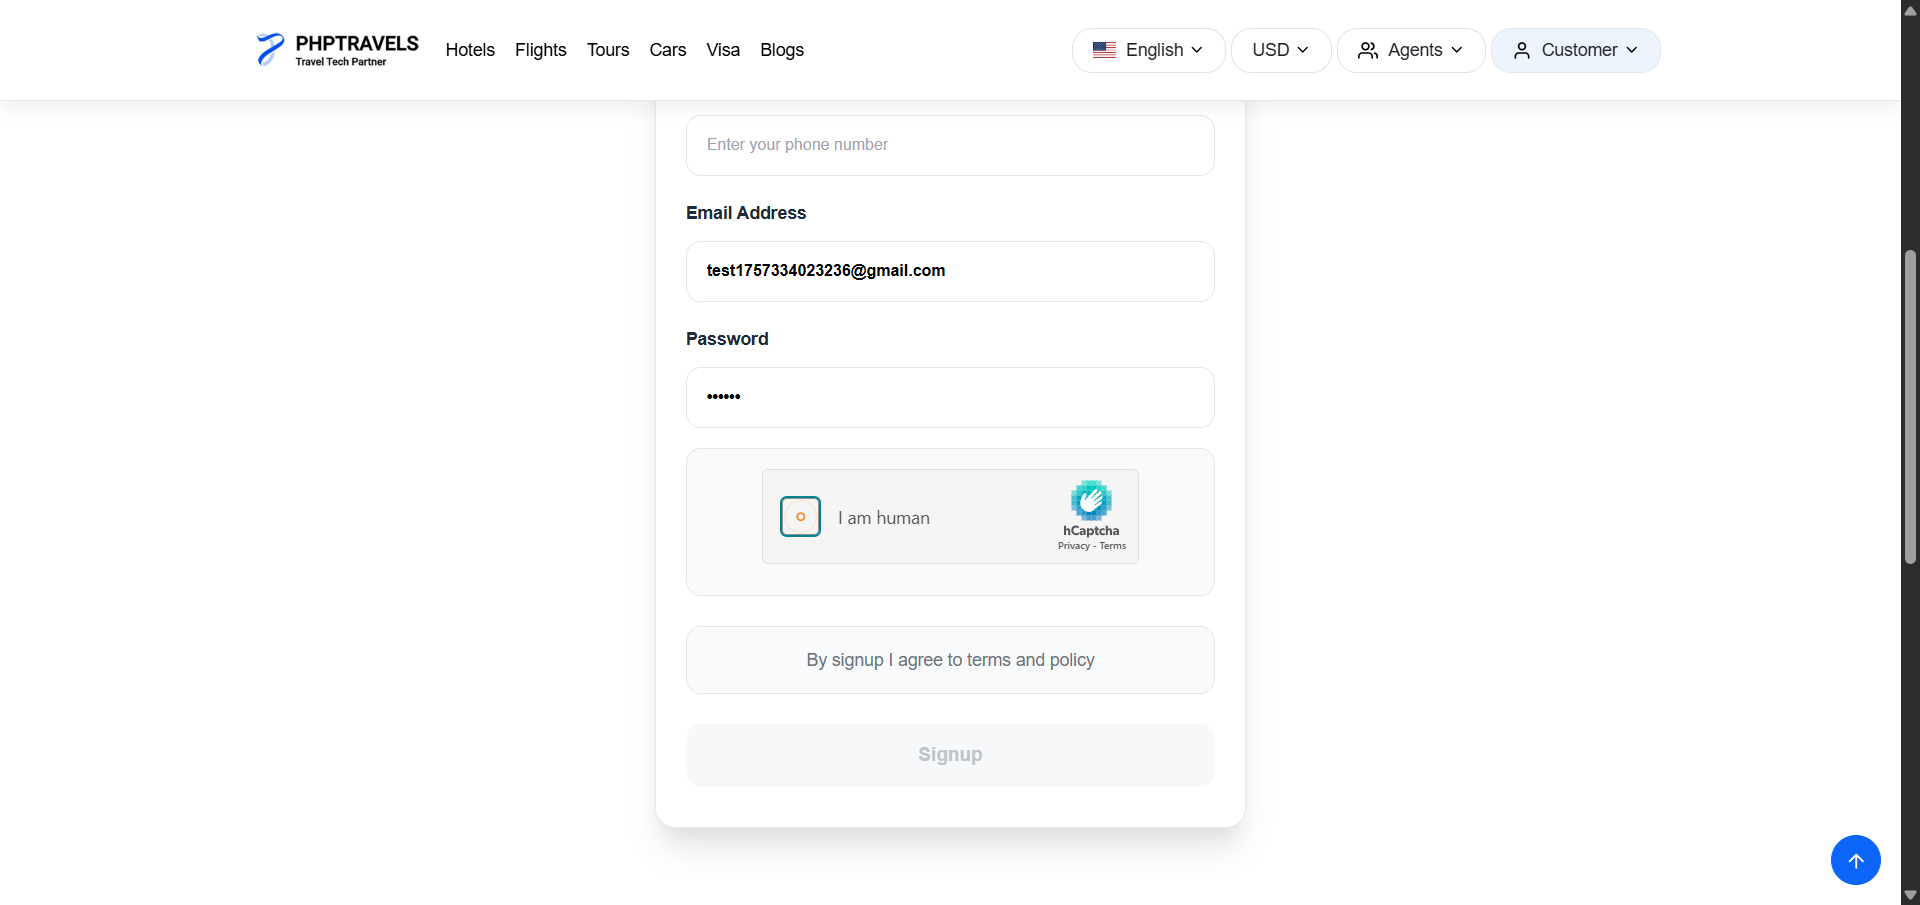 PHPTRAVELS
Travel Tech Partner
Hotels Flights Tours Cars Visa Blogs
English USD Agents Customer
Enter your phone number
Email Address
test1757334023236@gmail.com
Password
••••••
I am human
hCaptcha
Privacy - Terms
By signup I agree to terms and policy
Signup